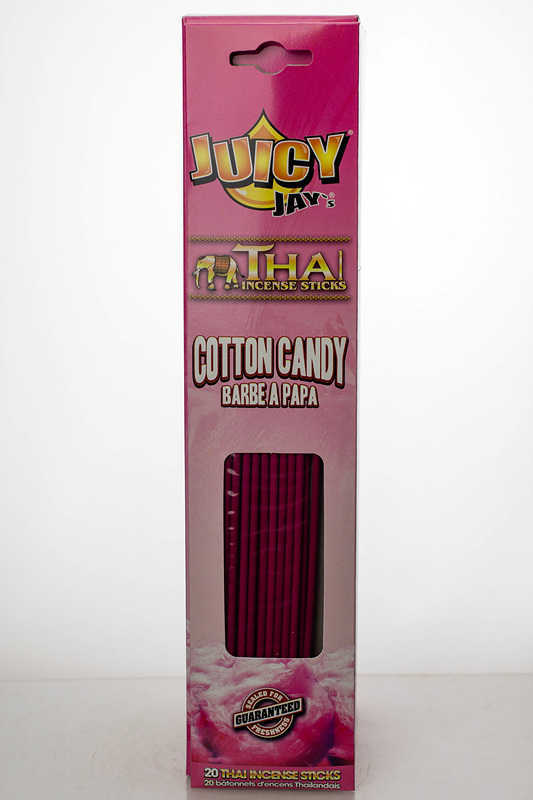 JUICY®
JAY'S®
THAI
INCENSE STICKS
COTTON CANDY
BARBE A PAPA
SEALED FOR
GUARANTEED
FRESHNESS
20 THAI INCENSE STICKS
20 bâtonnets d'encens Thaïlandais